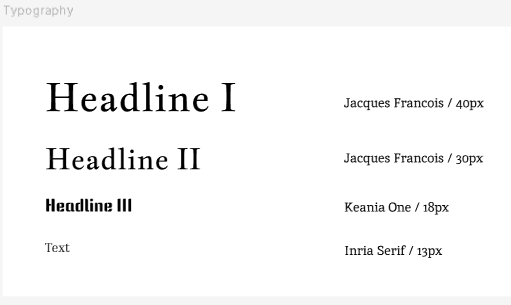 Typography
Headline I
Jacques Francois / 40px
Headline II
Jacques Francois / 30px
Headline III
Keania One / 18px
Text
Inria Serif / 13px